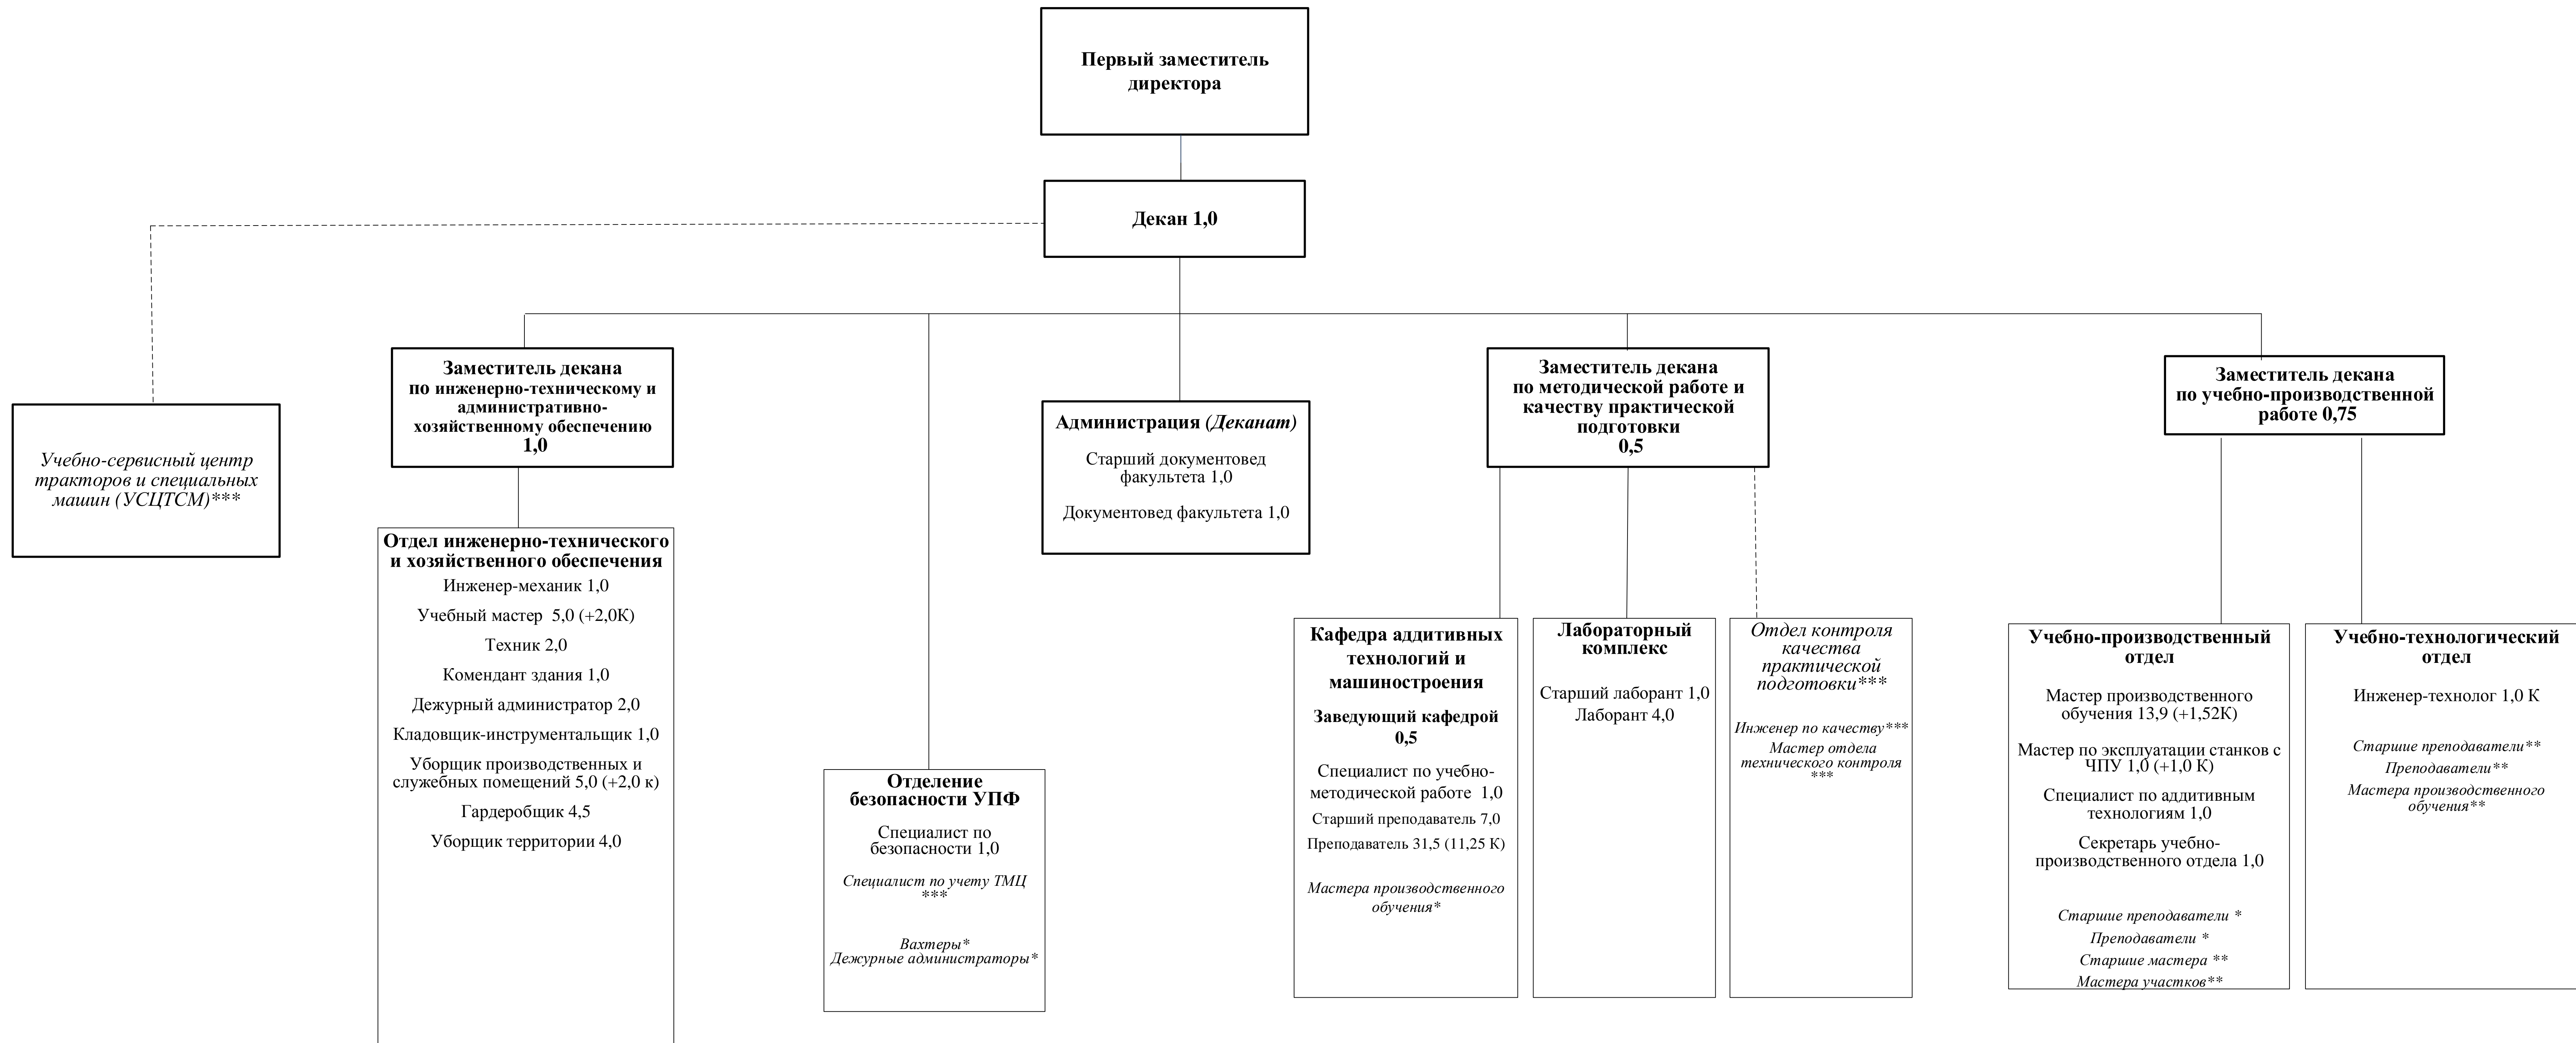 Первый заместитель
директора
Декан 1,0
Учебно-сервисный центр
тракторов и специальных
машин (УСЦТСМ)***
Заместитель декана
по инженерно-техническому и
административно-
хозяйственному обеспечению
1,0
Отдел инженерно-технического
и хозяйственного обеспечения
Инженер-механик 1,0
Учебный мастер  5,0 (+2,0К)
Техник 2,0
Комендант здания 1,0
Дежурный администратор 2,0
Кладовщик-инструментальщик 1,0
Уборщик производственных и
служебных помещений 5,0 (+2,0 к)
Гардеробщик 4,5
Уборщик территории 4,0
Отделение
безопасности УПФ
Специалист по
безопасности 1,0
Специалист по учету ТМЦ
***
Вахтеры*
Дежурные администраторы*
Администрация (Деканат)
Старший документовед
факультета 1,0
Документовед факультета 1,0
Заместитель декана
по методической работе и
качеству практической
подготовки
0,5
Кафедра аддитивных
технологий и
машиностроения
Заведующий кафедрой
0,5
Специалист по учебно-
методической работе  1,0
Старший преподаватель 7,0
Преподаватель 31,5 (11,25 К)
Мастера производственного
обучения*
Лабораторный
комплекс
Старший лаборант 1,0
Лаборант 4,0
Отдел контроля
качества
практической
подготовки***
Инженер по качеству***
Мастер отдела
технического контроля
***
Заместитель декана
по учебно-производственной
работе 0,75
Учебно-производственный
отдел
Мастер производственного
обучения 13,9 (+1,52К)
Мастер по эксплуатации станков с
ЧПУ 1,0 (+1,0 К)
Специалист по аддитивным
технологиям 1,0
Секретарь учебно-
производственного отдела 1,0
Старшие преподаватели *
Преподаватели *
Старшие мастера **
Мастера участков**
Учебно-технологический
отдел
Инженер-технолог 1,0 К
Старшие преподаватели**
Преподаватели**
Мастера производственного
обучения**